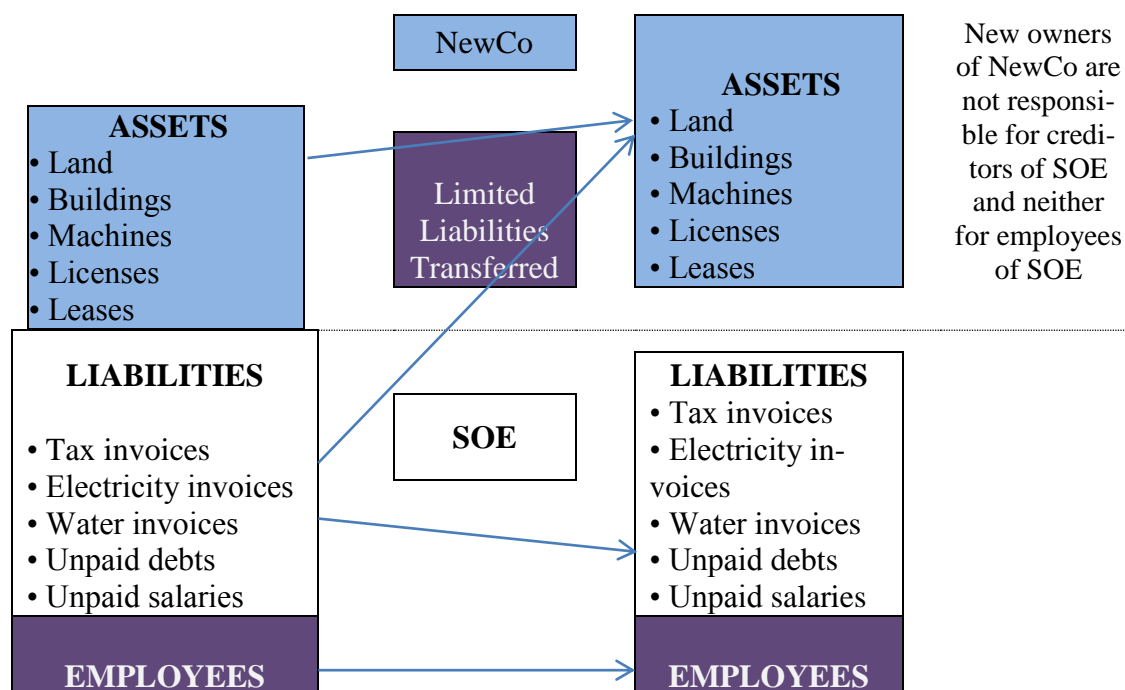 NewCo
ASSETS
• Land
• Buildings
• Machines
• Licenses
• Leases
Limited
Liabilities
Transferred
ASSETS
• Land
• Buildings
• Machines
• Licenses
• Leases
New owners
of NewCo are
not responsi-
ble for credi-
tors of SOE
and neither
for employees
of SOE
LIABILITIES
• Tax invoices
• Electricity invoices
• Water invoices
• Unpaid debts
• Unpaid salaries
SOE
LIABILITIES
• Tax invoices
• Electricity in-
voices
• Water invoices
• Unpaid debts
• Unpaid salaries
EMPLOYEES
EMPLOYEES